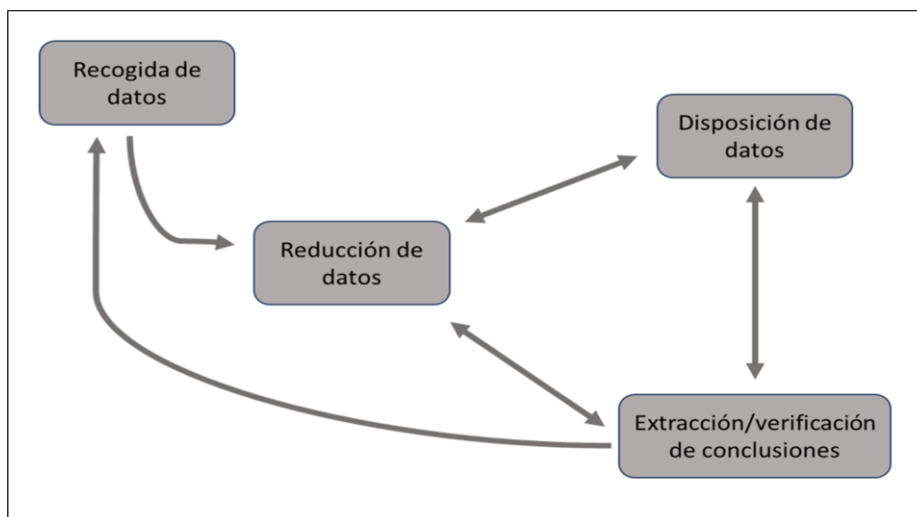 Recogida de
datos
Disposición de
datos
Reducción de
datos
Extracción/verificación
de conclusiones